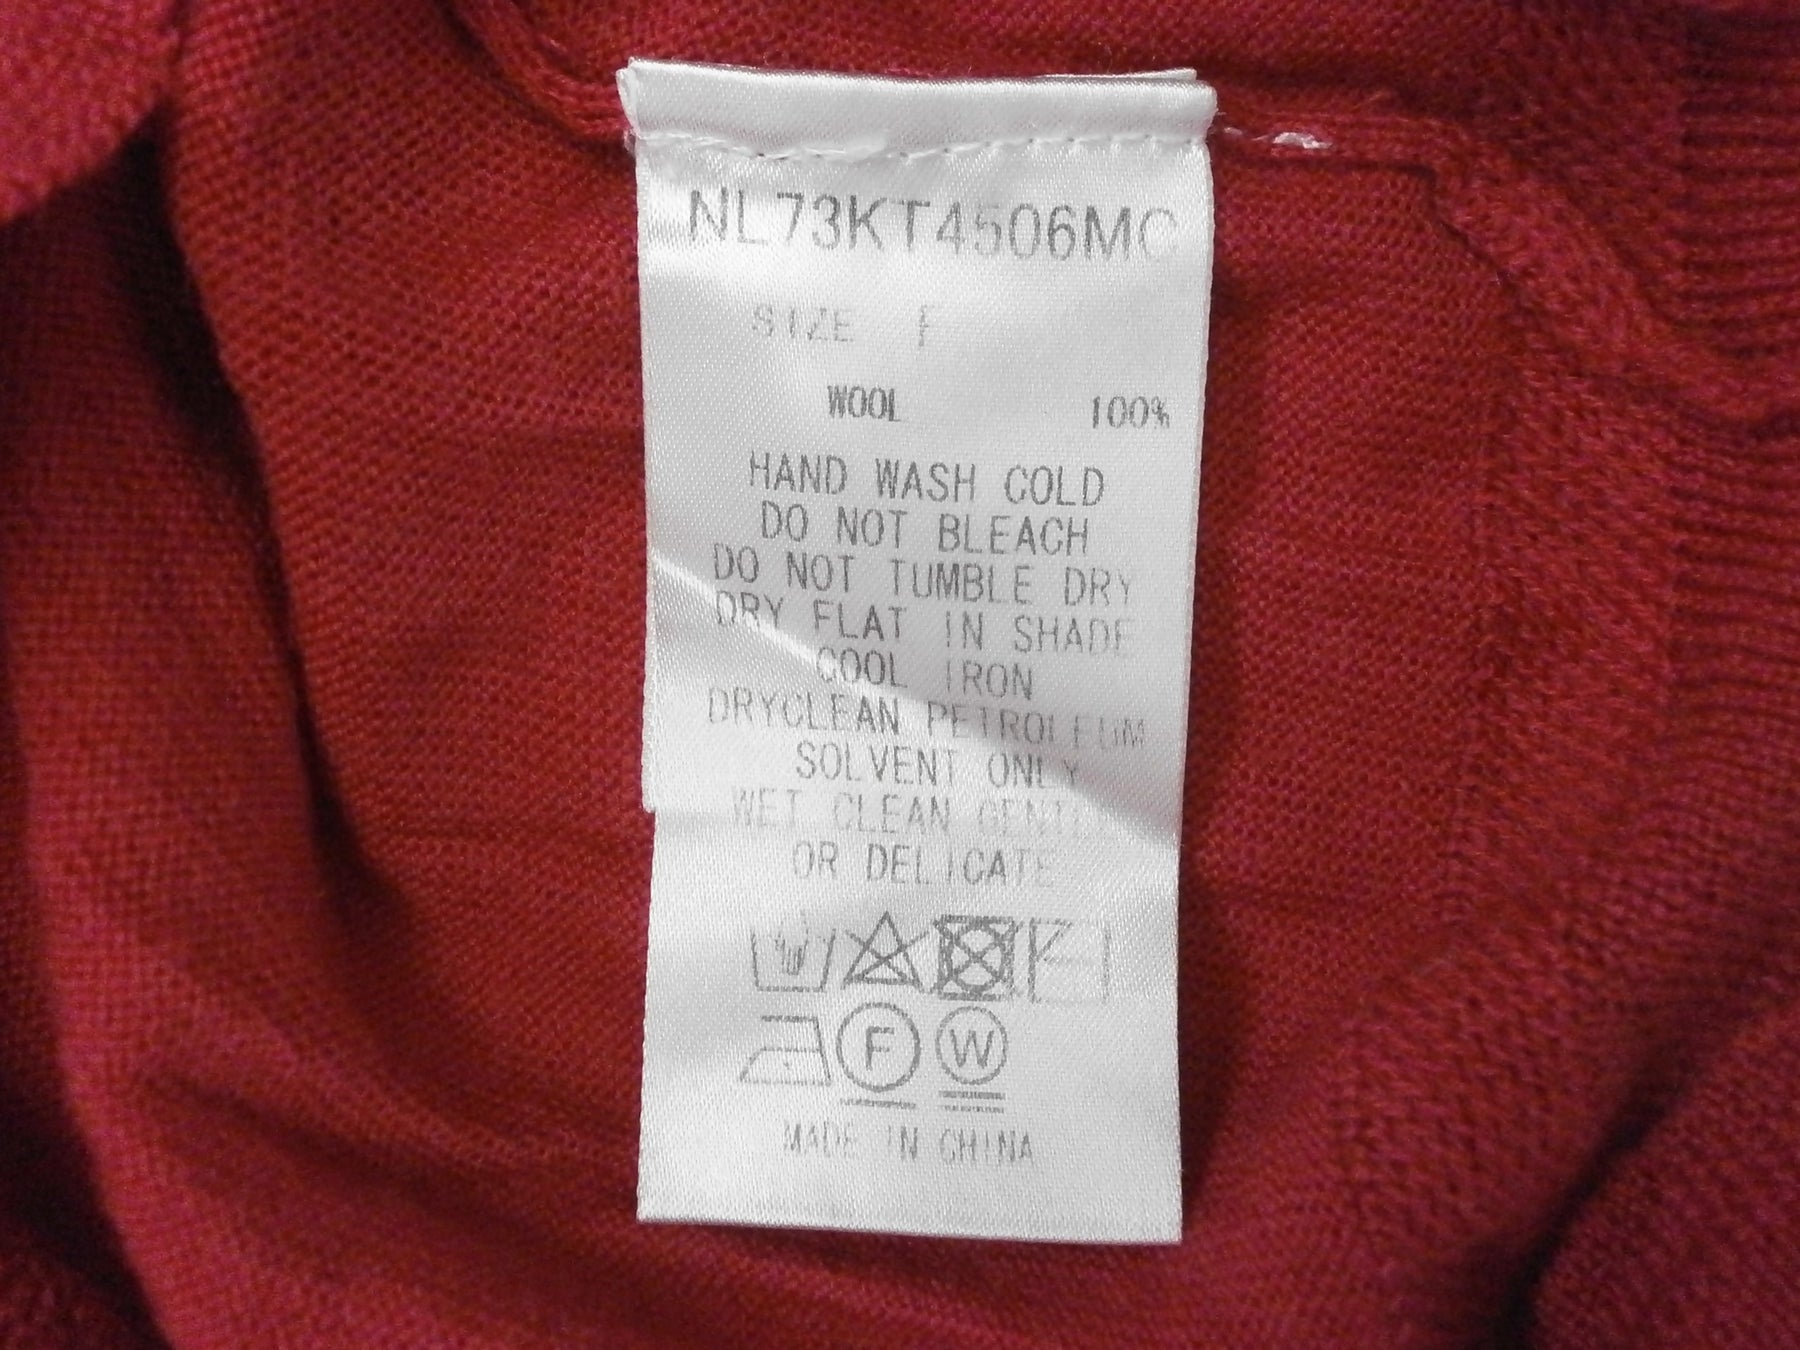 NL73KT4506MC
SIZE F
WOOL 100%
HAND WASH COLD
DO NOT BLEACH
DO NOT TUMBLE DRY
DRY FLAT IN SHADE
COOL IRON
DRYCLEAN PETROLEUM
SOLVENT ONLY
WET CLEAN GENTLE
OR DELICATE
F W
MADE IN CHINA